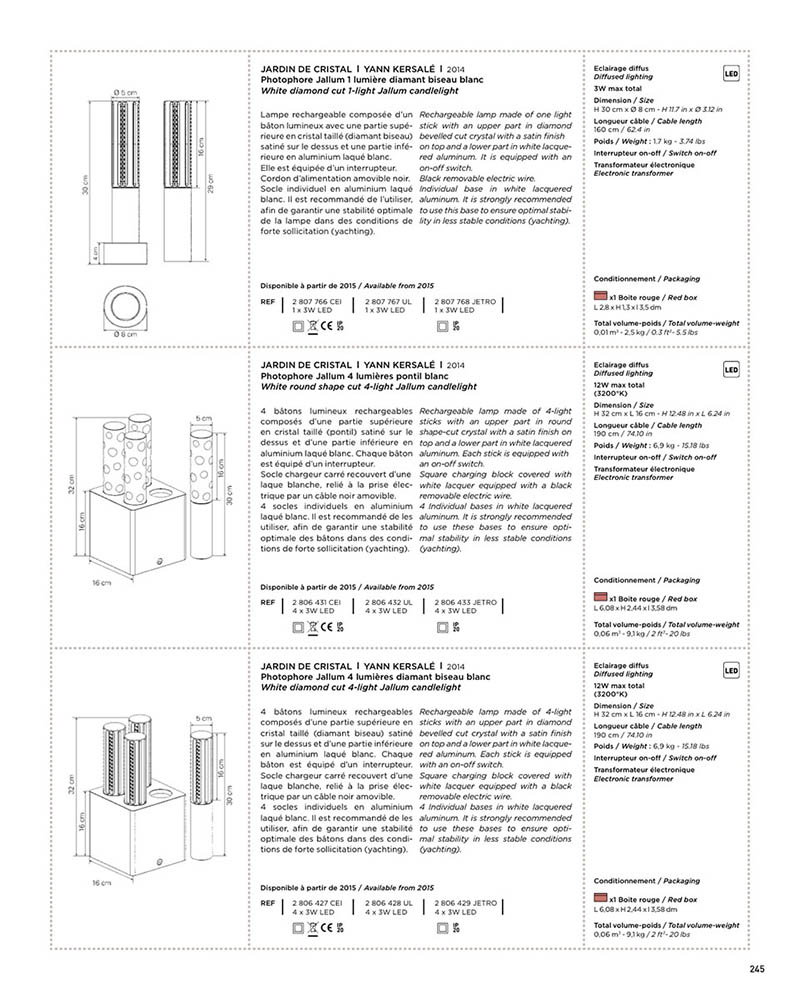 JARDIN DE CRISTAL | YANN KERSALÉ | 2014
Photophore Jallum 1 lumière diamant biseau blanc
White diamond cut 1-light Jallum candlelight
Lampe rechargeable composée d'un
bâton lumineux avec une partie supé-
rieure en cristal taillé (diamant biseau)
satiné sur le dessus et une partie infé-
rieure en aluminium laqué blanc.
Elle est équipée d'un interrupteur.
Cordon d'alimentation amovible noir.
Socle individuel en aluminium laqué
blanc. Il est recommandé de l'utiliser,
afin de garantir une stabilité optimale
de la lampe dans des conditions de
forte sollicitation (yachting).
Rechargeable lamp made of one light
stick with an upper part in diamond
bevelled cut crystal with a satin finish
on top and a lower part in white lacque-
red aluminum. It is equipped with an
on-off switch.
Black removable electric wire.
Individual base in white lacquered
aluminum. It is strongly recommended
to use this base to ensure optimal stabi-
lity in less stable conditions (yachting).
Disponible à partir de 2015 / Available from 2015
REF | 2 807 766 CEI | 2 807 767 UL | 2 807 768 JETRO |
1 x 3W LED 1 x 3W LED 1 x 3W LED
CE IP 20 IP 20
Ø 5 cm
30 cm
16 cm
29 cm
4 cm
Ø 8 cm
Eclairage diffus
Diffused lighting
LED
3W max total
Dimension / Size
H 30 cm x Ø 8 cm - H 11.7 in x Ø 3.12 in
Longueur câble / Cable length
160 cm / 62.4 in
Poids / Weight : 1.7 kg - 3.74 lbs
Interrupteur on-off / Switch on-off
Transformateur électronique
Electronic transformer
Conditionnement / Packaging
x1 Boite rouge / Red box
L 2,8 x H 1,3 x l 3,5 dm
Total volume-poids / Total volume-weight
0,01 m³ - 2,5 kg / 0.3 ft³- 5.5 lbs
JARDIN DE CRISTAL | YANN KERSALÉ | 2014
Photophore Jallum 4 lumières pontil blanc
White round shape cut 4-light Jallum candlelight
4 bâtons lumineux rechargeables
composés d'une partie supérieure
en cristal taillé (pontil) satiné sur le
dessus et d'une partie inférieure en
aluminium laqué blanc. Chaque bâton
est équipé d'un interrupteur.
Socle chargeur carré recouvert d'une
laque blanche, relié à la prise élec-
trique par un câble noir amovible.
4 socles individuels en aluminium
laqué blanc. Il est recommandé de les
utiliser, afin de garantir une stabilité
optimale des bâtons dans des condi-
tions de forte sollicitation (yachting).
Rechargeable lamp made of 4-light
sticks with an upper part in round
shape-cut crystal with a satin finish on
top and a lower part in white lacquered
aluminum. Each stick is equipped with
an on-off switch.
Square charging block covered with
white lacquer equipped with a black
removable electric wire.
4 Individual bases in white lacquered
aluminum. It is strongly recommended
to use these bases to ensure opti-
mal stability in less stable conditions
(yachting).
Disponible à partir de 2015 / Available from 2015
REF | 2 806 431 CEI | 2 806 432 UL | 2 806 433 JETRO |
4 x 3W LED 4 x 3W LED 4 x 3W LED
CE IP 20 IP 20
5 cm
32 cm
16 cm
16 cm
30 cm
16 cm
Eclairage diffus
Diffused lighting
LED
12W max total
(3200°K)
Dimension / Size
H 32 cm x L 16 cm - H 12.48 in x L 6.24 in
Longueur câble / Cable length
190 cm / 74.10 in
Poids / Weight : 6,9 kg - 15.18 lbs
Interrupteur on-off / Switch on-off
Transformateur électronique
Electronic transformer
Conditionnement / Packaging
x1 Boite rouge / Red box
L 6,08 x H 2,44 x l 3,58 dm
Total volume-poids / Total volume-weight
0,06 m³ - 9,1 kg / 2 ft³- 20 lbs
JARDIN DE CRISTAL | YANN KERSALÉ | 2014
Photophore Jallum 4 lumières diamant biseau blanc
White diamond cut 4-light Jallum candlelight
4 bâtons lumineux rechargeables
composés d'une partie supérieure en
cristal taillé (diamant biseau) satiné
sur le dessus et d'une partie inférieure
en aluminium laqué blanc. Chaque
bâton est équipé d'un interrupteur.
Socle chargeur carré recouvert d'une
laque blanche, relié à la prise élec-
trique par un câble noir amovible.
4 socles individuels en aluminium
laqué blanc. Il est recommandé de les
utiliser, afin de garantir une stabilité
optimale des bâtons dans des condi-
tions de forte sollicitation (yachting).
Rechargeable lamp made of 4-light
sticks with an upper part in diamond
bevelled cut crystal with a satin finish
on top and a lower part in white lacque-
red aluminum. Each stick is equipped
with an on-off switch.
Square charging block covered with
white lacquer equipped with a black
removable electric wire.
4 Individual bases in white lacquered
aluminum. It is strongly recommended
to use these bases to ensure opti-
mal stability in less stable conditions
(yachting).
Disponible à partir de 2015 / Available from 2015
REF | 2 806 427 CEI | 2 806 428 UL | 2 806 429 JETRO |
4 x 3W LED 4 x 3W LED 4 x 3W LED
CE IP 20 IP 20
5 cm
32 cm
16 cm
16 cm
30 cm
16 cm
Eclairage diffus
Diffused lighting
LED
12W max total
(3200°K)
Dimension / Size
H 32 cm x L 16 cm - H 12.48 in x L 6.24 in
Longueur câble / Cable length
190 cm / 74.10 in
Poids / Weight : 6,9 kg - 15.18 lbs
Interrupteur on-off / Switch on-off
Transformateur électronique
Electronic transformer
Conditionnement / Packaging
x1 Boite rouge / Red box
L 6,08 x H 2,44 x l 3,58 dm
Total volume-poids / Total volume-weight
0,06 m³ - 9,1 kg / 2 ft³- 20 lbs
245